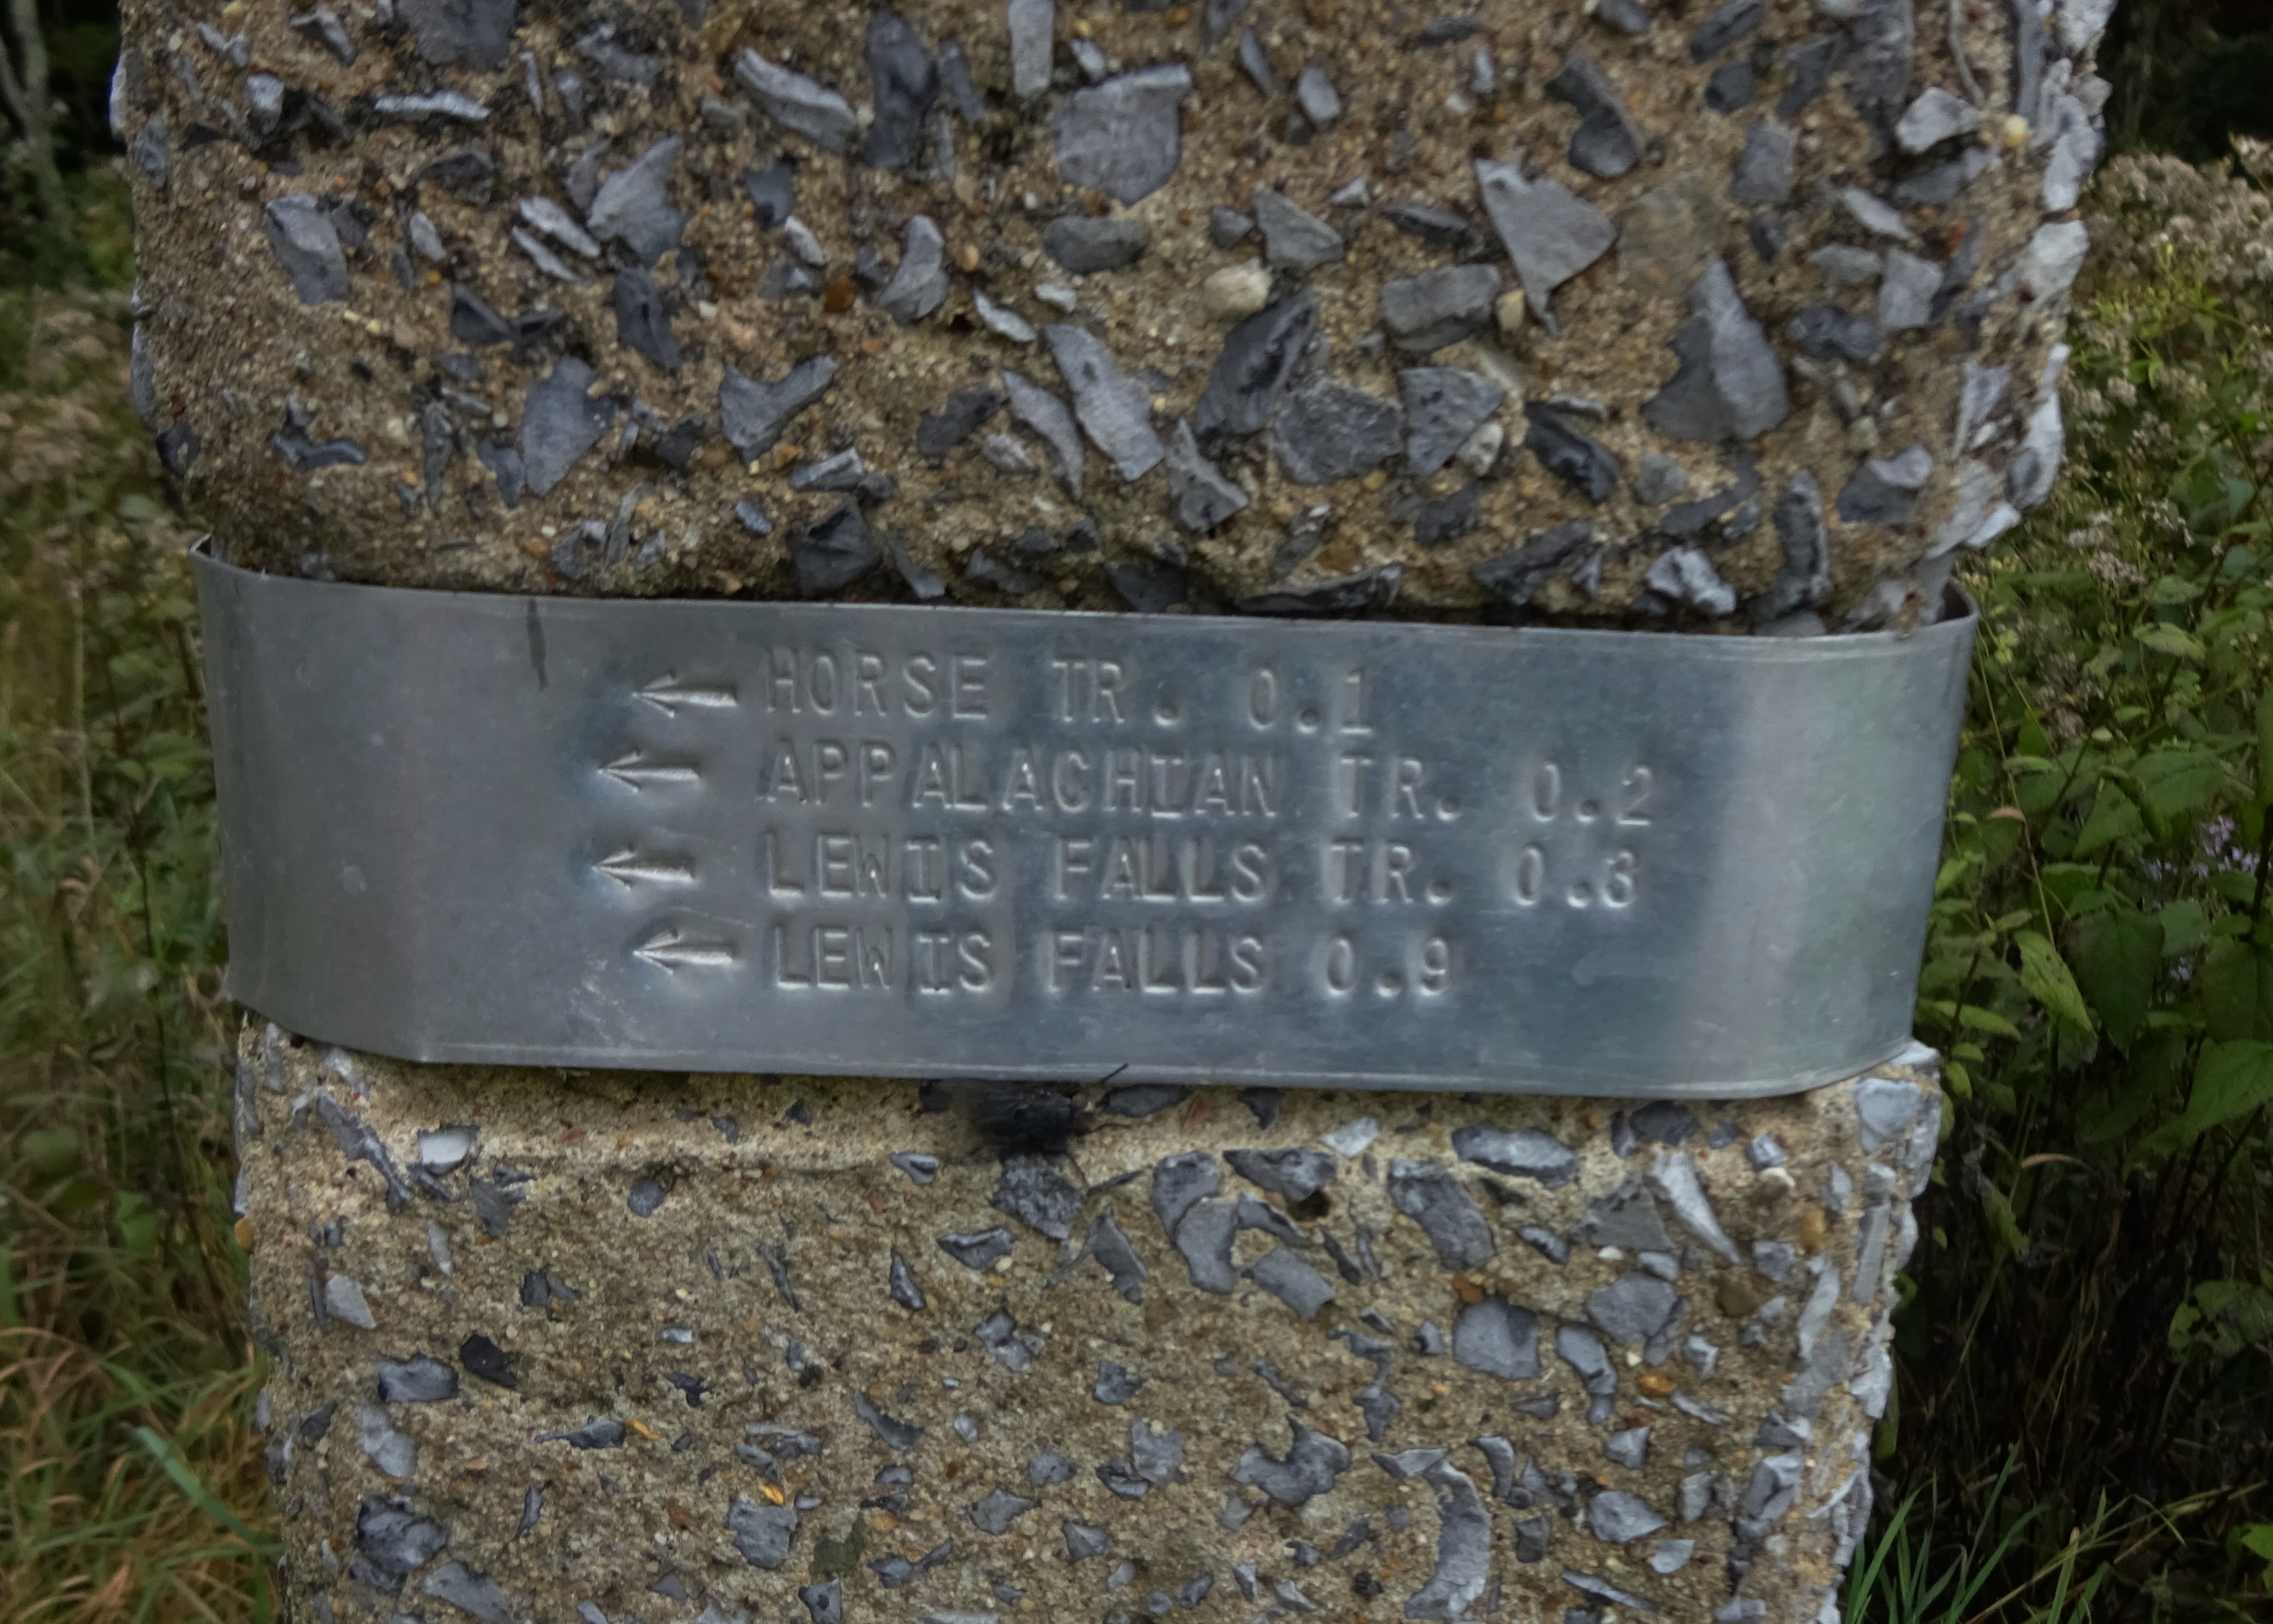 ← HORSE TR. 0.1
← APPALACHIAN TR. 0.2
← LEWIS FALLS TR. 0.3
← LEWIS FALLS 0.9